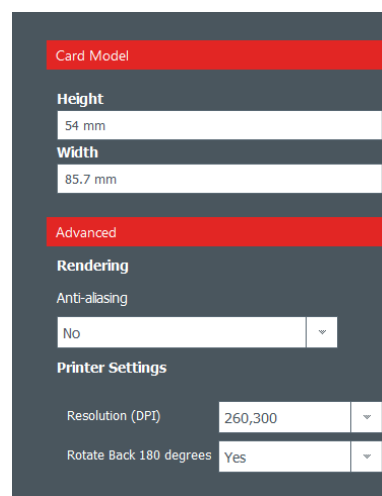 Card Model
Height
54 mm
Width
85.7 mm
Advanced
Rendering
Anti-aliasing
No
Printer Settings
Resolution (DPI) 260,300
Rotate Back 180 degrees Yes